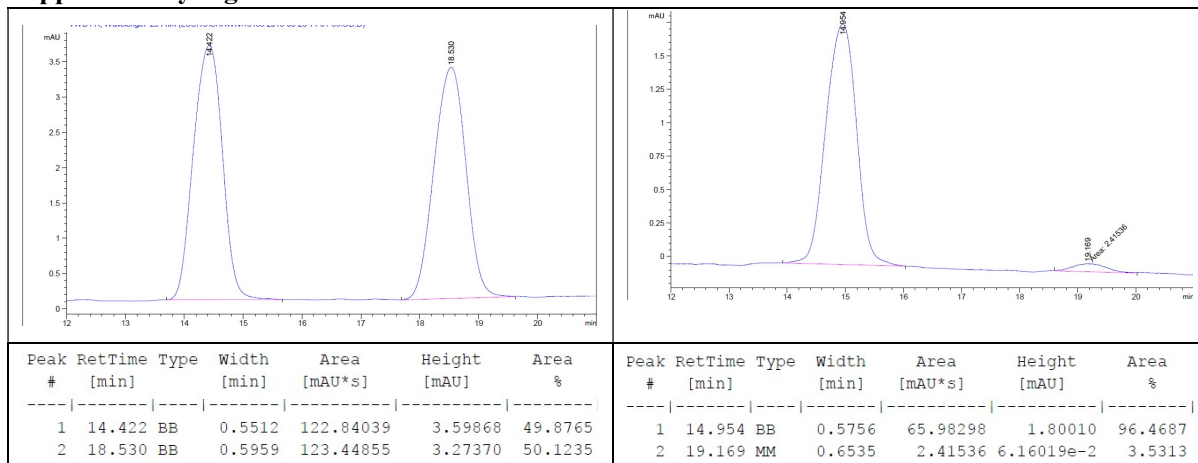 mAU
14.422
18.530
3.5
3
2.5
2
1.5
1
0.5
0
12 13 14 15 16 17 18 19 20 min
mAU
14.954
19.169
Area: 2.41536
1.5
1.25
1
0.75
0.5
0.25
0
12 13 14 15 16 17 18 19 20 min
Peak RetTime Type Width Area Height Area
# [min] [min] [mAU*s] [mAU] %
----|-------|----|-------|----------|----------|--------|
1 14.422 BB 0.5512 122.84039 3.59868 49.8765
2 18.530 BB 0.5959 123.44855 3.27370 50.1235
Peak RetTime Type Width Area Height Area
# [min] [min] [mAU*s] [mAU] %
----|-------|----|-------|----------|----------|--------|
1 14.954 BB 0.5756 65.98298 1.80010 96.4687
2 19.169 MM 0.6535 2.41536 6.16019e-2 3.5313